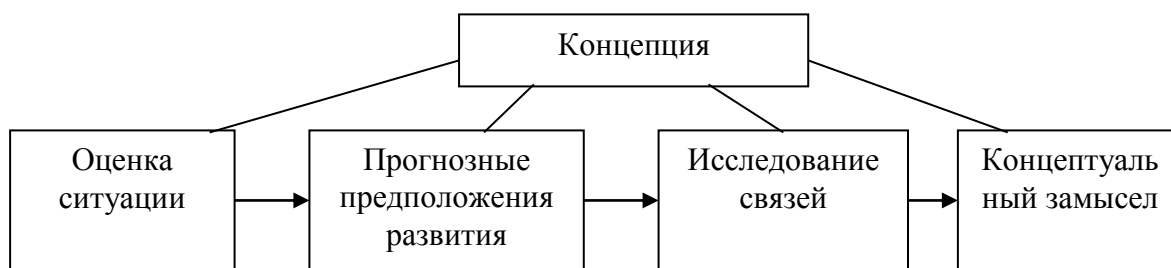 Концепция
Оценка
ситуации
Прогнозные
предположения
развития
Исследование
связей
Концептуаль
ный замысел